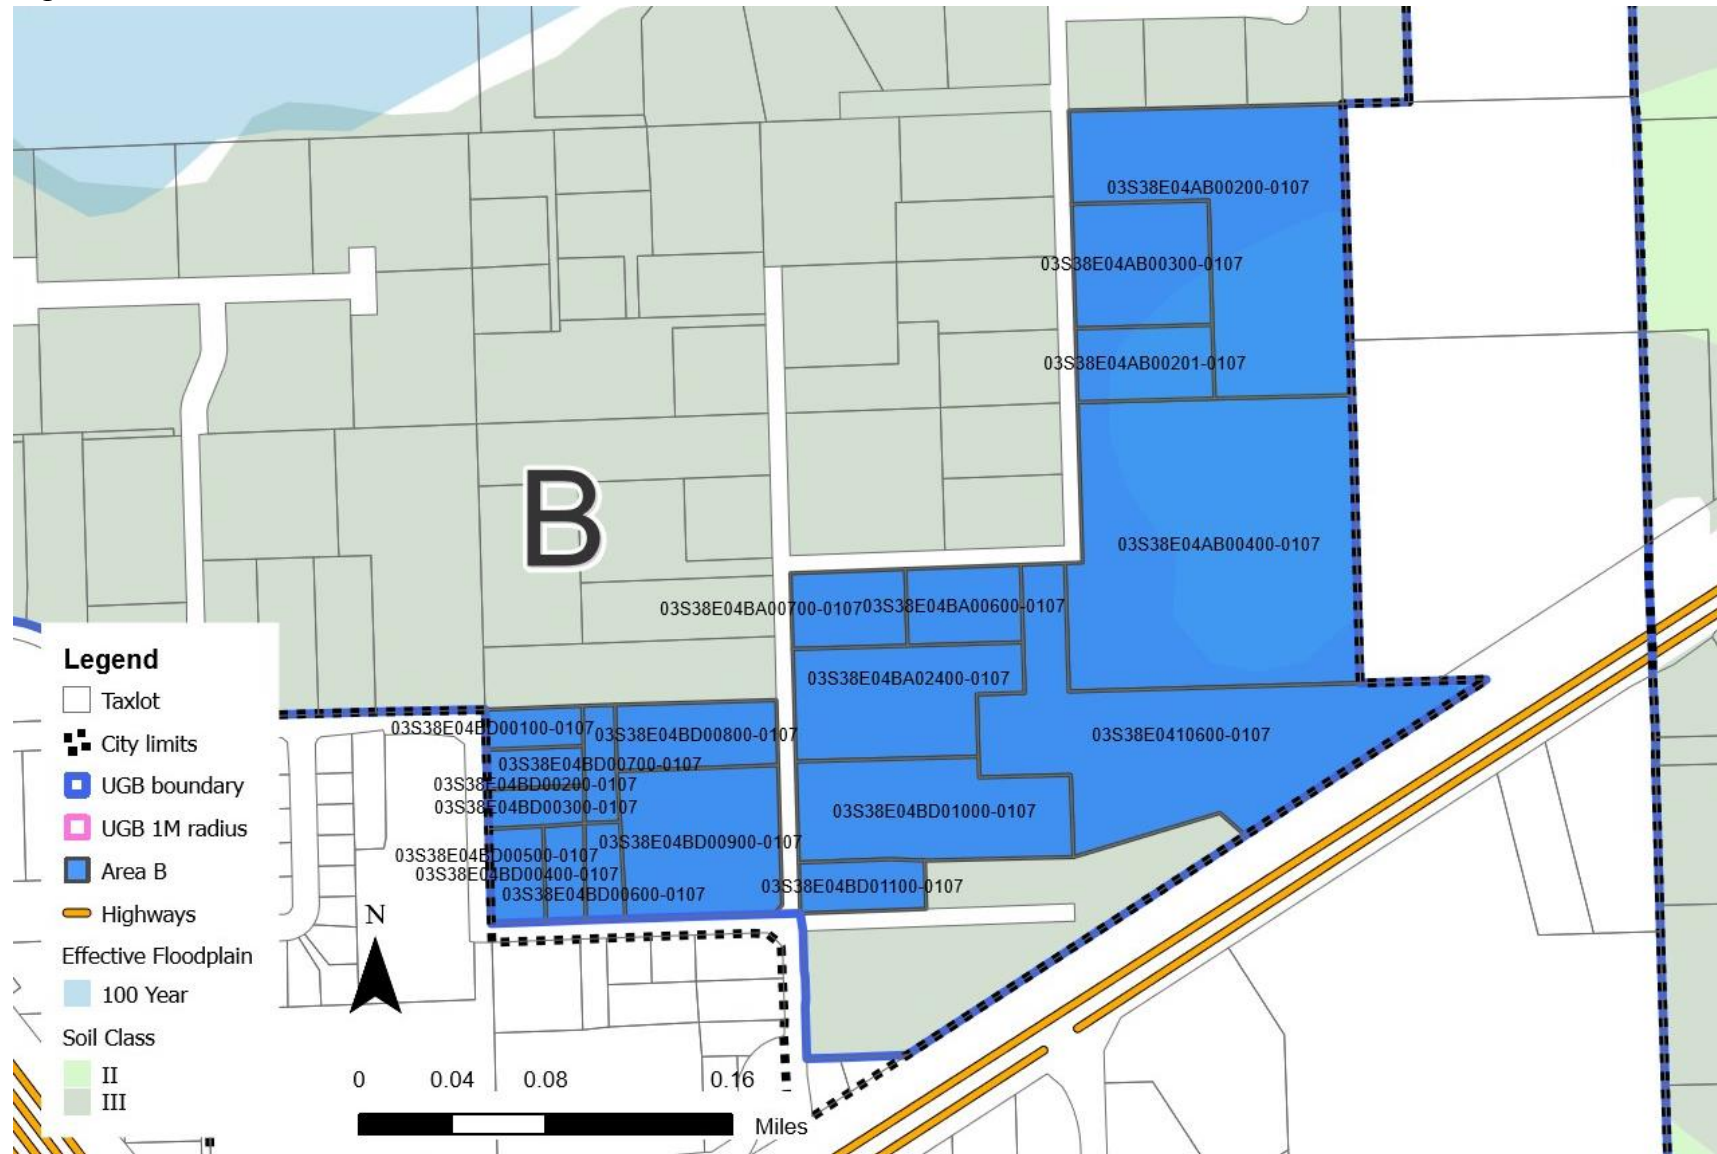 03S38E04AB00200-0107
03S38E04AB00300-0107
03S38E04AB00201-0107
B
03S38E04AB00400-0107
03S38E04BA00700-0107
03S38E04BA00600-0107
03S38E04BA02400-0107
03S38E04BD00100-0107
03S38E04BD00800-0107
03S38E0410600-0107
03S38E04BD00700-0107
03S38E04BD00200-0107
03S38E04BD00300-0107
03S38E04BD01000-0107
03S38E04BD00900-0107
03S38E04BD00500-0107
03S38E04BD00400-0107
03S38E04BD00600-0107
03S38E04BD01100-0107
Legend
Taxlot
City limits
UGB boundary
UGB 1M radius
Area B
Highways
Effective Floodplain
100 Year
Soil Class
II
III
N
0 0.04 0.08 0.16
Miles